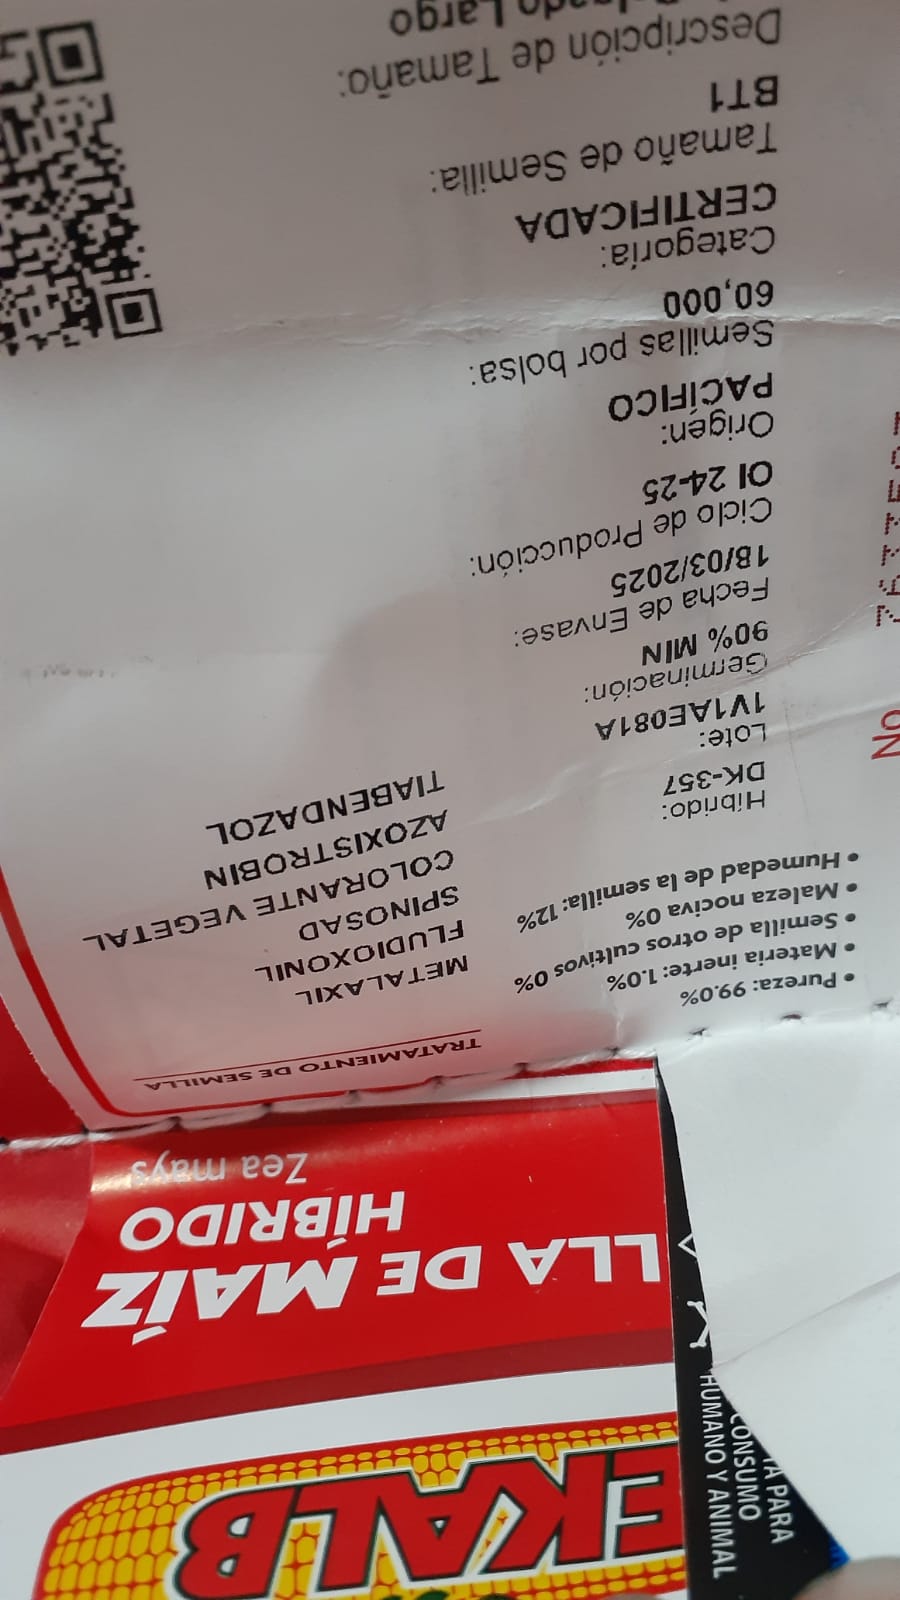 EKALB
LLA DE MAÍZ
HÍBRIDO
Zea mays
A PARA
CONSUMO
HUMANO Y ANIMAL
TRATAMIENTO DE SEMILLA
METALAXIL
FLUDIOXONIL
SPINOSAD
COLORANTE VEGETAL
AZOXISTROBIN
TIABENDAZOL
• Pureza: 99.0%
• Materia inerte: 1.0%
• Semilla de otros cultivos 0%
• Maleza nociva 0%
• Humedad de la semilla: 12%
Híbrido:
DK-357
Lote:
1V1AE081A
Germinación:
90% MIN
Fecha de Envase:
18/03/2025
Ciclo de Producción:
OI 24-25
Origen:
PACÍFICO
Semillas por bolsa:
60,000
Categoría:
CERTIFICADA
Tamaño de Semilla:
BT1
Descripción de Tamaño:
Largo
No